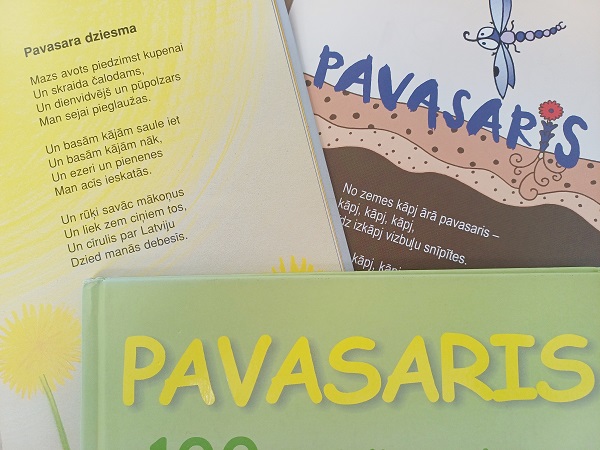 Pavasara dziesma
Mazs avots piedzimst kupenai
Un skraida čalodams,
Un dienvidvējš un pūpolzars
Man sejai pieglaužas.
Un basām kājām saule iet
Un basām kājām nāk,
Un ezeri un pienenes
Man acīs ieskatās.
Un rūķi savāc mākoņus
Un liek zem ciņiem tos,
Un cīrulis par Latviju
Dzied manās debesīs.
PAVASARIS
No zemes kāpj ārā pavasaris –
kāpj, kāpj, kāpj,
izkāpj vizbuļu snīpītes.
kāpj,
PAVASARIS